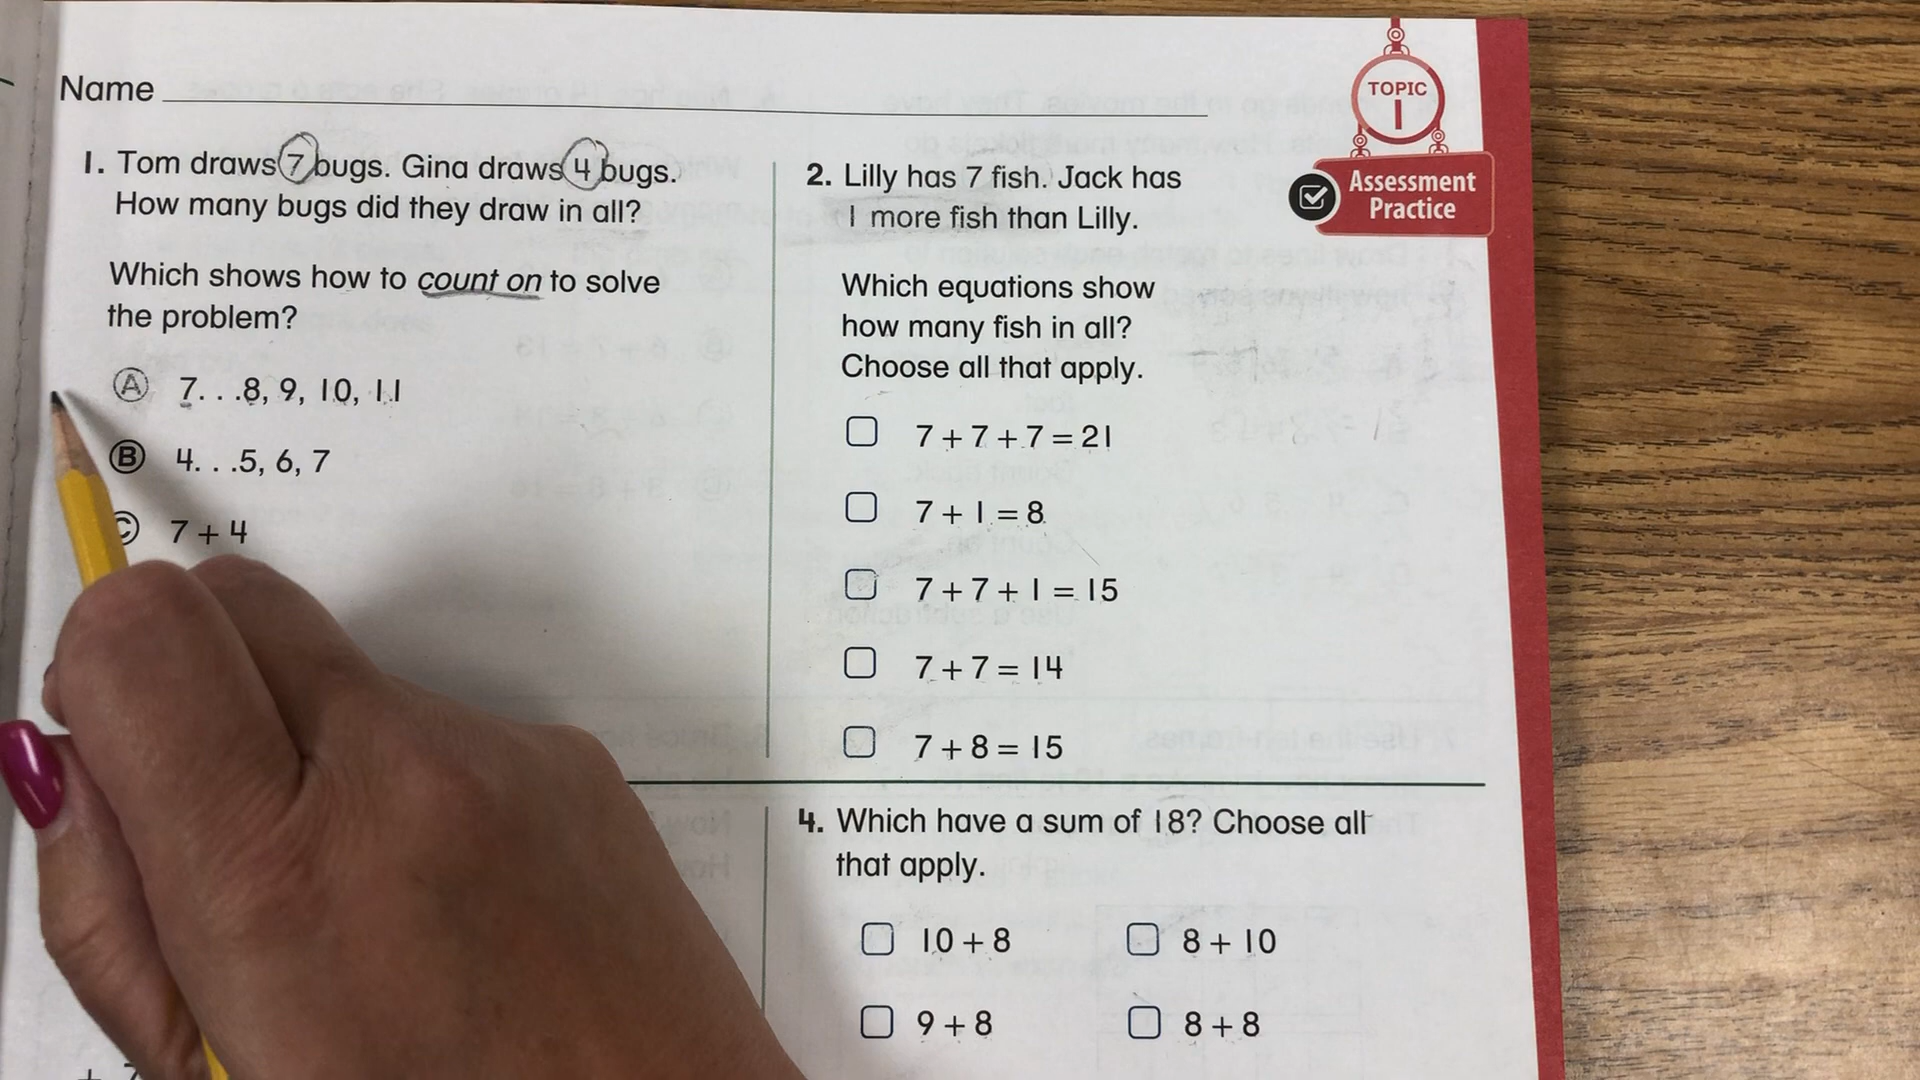 Name
TOPIC
1
Assessment
Practice
1. Tom draws 7 bugs. Gina draws 4 bugs.
How many bugs did they draw in all?
Which shows how to count on to solve
the problem?
A 7. . .8, 9, 10, 11
B 4. . .5, 6, 7
C 7 + 4
2. Lilly has 7 fish. Jack has
1 more fish than Lilly.
Which equations show
how many fish in all?
Choose all that apply.
7 + 7 + 7 = 21
7 + 1 = 8
7 + 7 + 1 = 15
7 + 7 = 14
7 + 8 = 15
4. Which have a sum of 18? Choose all
that apply.
10 + 8 8 + 10
9 + 8 8 + 8